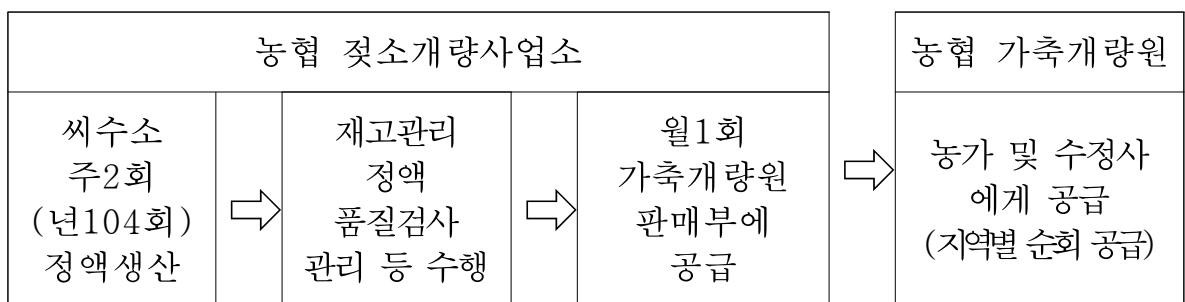 농협 젖소개량사업소
씨수소
주2회
(년104회)
정액생산
재고관리
정액
품질검사
관리 등 수행
월1회
가축개량원
판매부에
공급
농협 가축개량원
농가 및 수정사
에게 공급
(지역별 순회 공급)